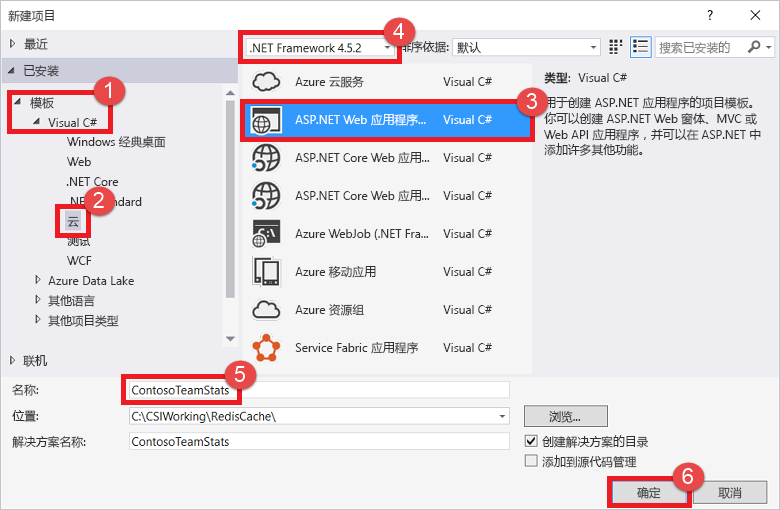 新建项目
? ×
最近
已安装
模板
Visual C#
Windows 经典桌面
Web
.NET Core
云
测试
WCF
Azure Data Lake
其他语言
其他项目类型
联机
1
2
.NET Framework 4.5.2
4
排序依据: 默认
搜索已安装的
Azure 云服务 Visual C#
3
ASP.NET Web 应用程序... Visual C#
ASP.NET Core Web 应用... Visual C#
ASP.NET Core Web 应用... Visual C#
Azure WebJob (.NET Fra... Visual C#
Azure 移动应用 Visual C#
Azure 资源组 Visual C#
Service Fabric 应用程序 Visual C#
类型: Visual C#
用于创建 ASP.NET 应用程序的项目模板。
你可以创建 ASP.NET Web 窗体、MVC 或
Web API 应用程序，并可以在 ASP.NET 中
添加许多其他功能。
5
名称: ContosoTeamStats
位置: C:\CSIWorking\RedisCache\ 浏览...
解决方案名称: ContosoTeamStats
创建解决方案的目录
添加到源代码管理
6
确定 取消